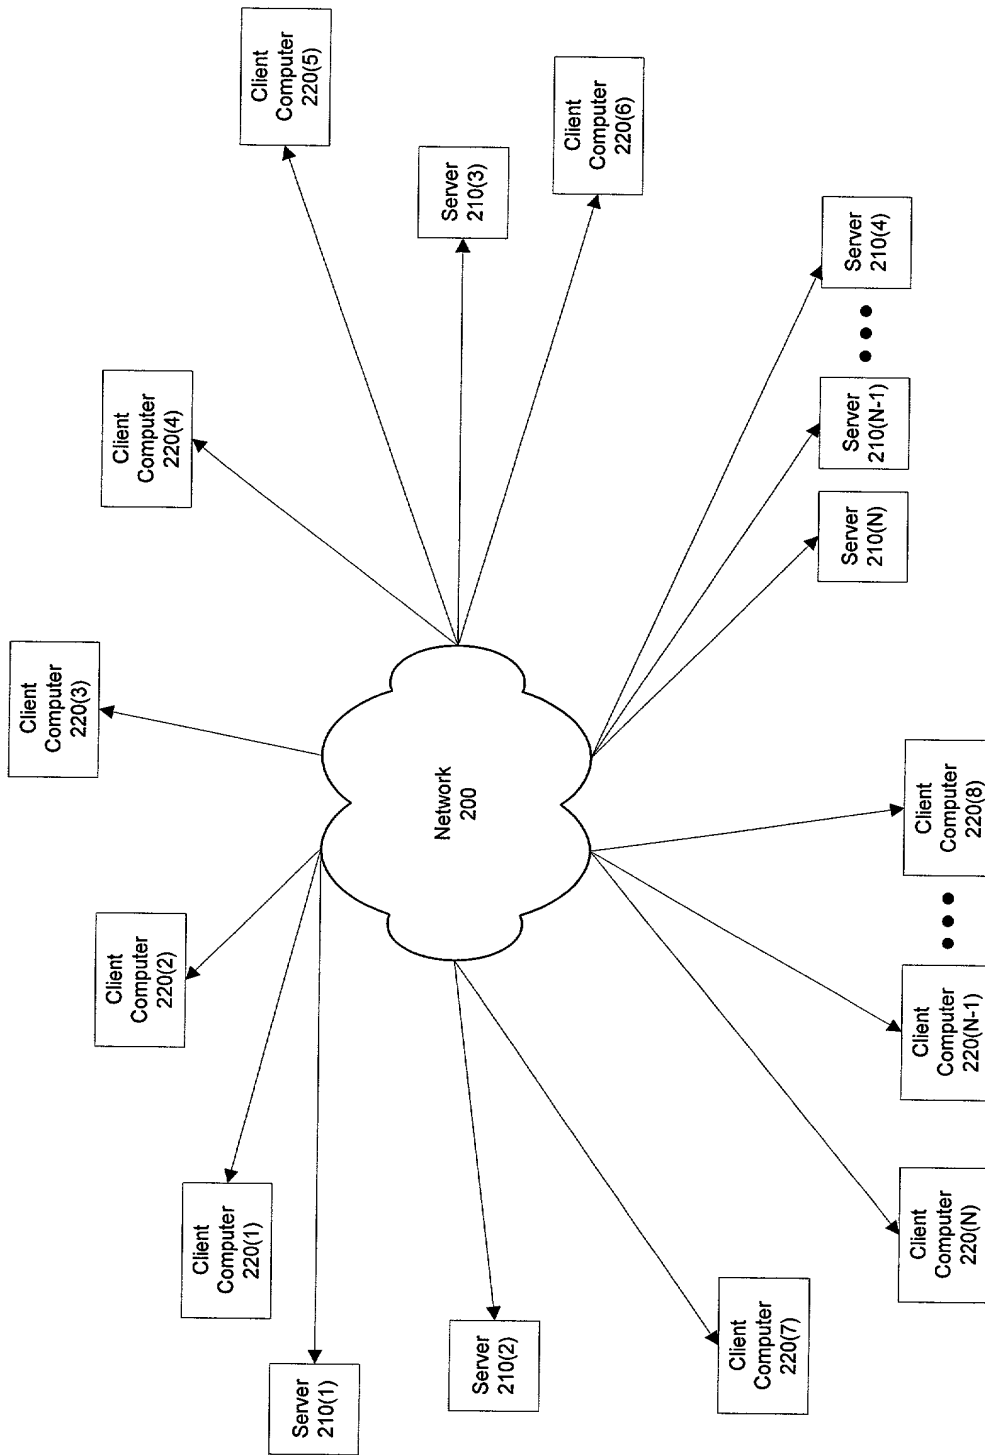 Client
Computer
220(3)
Client
Computer
220(2)
Client
Computer
220(4)
Client
Computer
220(1)
Client
Computer
220(5)
Server
210(1)
Server
210(3)
Network
200
Server
210(2)
Client
Computer
220(6)
Client
Computer
220(7)
Server
210(N)
Server
210(N-1)
Server
210(4)
Client
Computer
220(N)
Client
Computer
220(N-1)
Client
Computer
220(8)